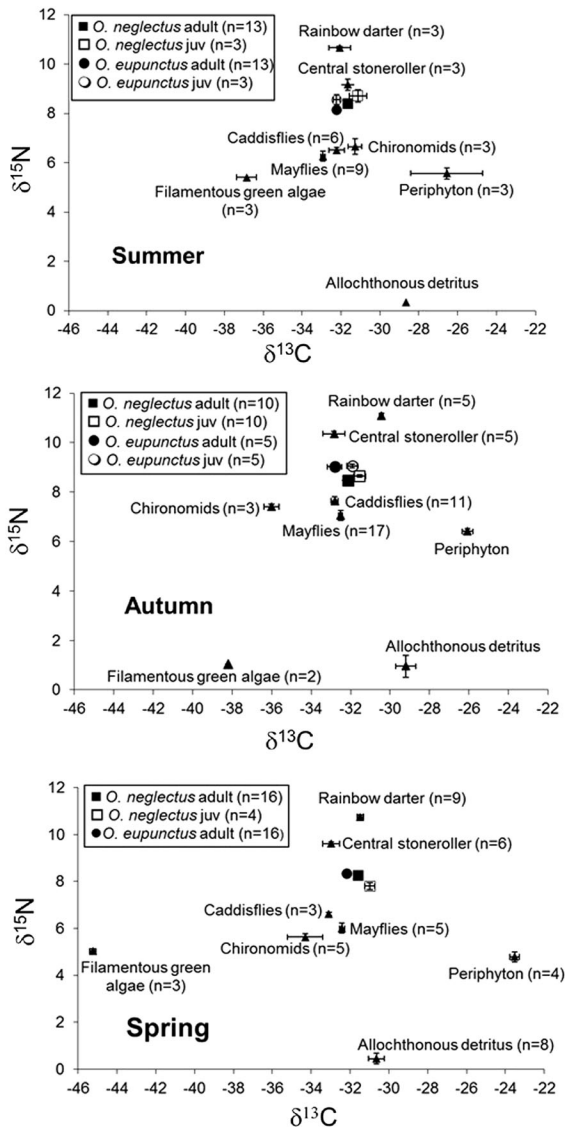 O. neglectus adult (n=13)
O. neglectus juv (n=3)
O. eupunctus adult (n=13)
O. eupunctus juv (n=3)
Rainbow darter (n=3)
Central stoneroller (n=3)
Caddisflies (n=6)
Chironomids (n=3)
Mayflies (n=9)
Filamentous green algae
(n=3)
Periphyton (n=3)
Summer
Allochthonous detritus
12
10
8
6
4
2
0
δ15N
-46 -44 -42 -40 -38 -36 -34 -32 -30 -28 -26 -24 -22
δ13C
O. neglectus adult (n=10)
O. neglectus juv (n=10)
O. eupunctus adult (n=5)
O. eupunctus juv (n=5)
Rainbow darter (n=5)
Central stoneroller (n=5)
Chironomids (n=3)
Caddisflies (n=11)
Mayflies (n=17)
Periphyton
Autumn
Allochthonous detritus
Filamentous green algae (n=2)
12
10
8
6
4
2
0
δ15N
-46 -44 -42 -40 -38 -36 -34 -32 -30 -28 -26 -24 -22
δ13C
O. neglectus adult (n=16)
O. neglectus juv (n=4)
O. eupunctus adult (n=16)
Rainbow darter (n=9)
Central stoneroller (n=6)
Caddisflies (n=3)
Mayflies (n=5)
Chironomids (n=5)
Filamentous green
algae (n=3)
Periphyton (n=4)
Spring
Allochthonous detritus (n=8)
12
10
8
6
4
2
0
δ15N
-46 -44 -42 -40 -38 -36 -34 -32 -30 -28 -26 -24 -22
δ13C